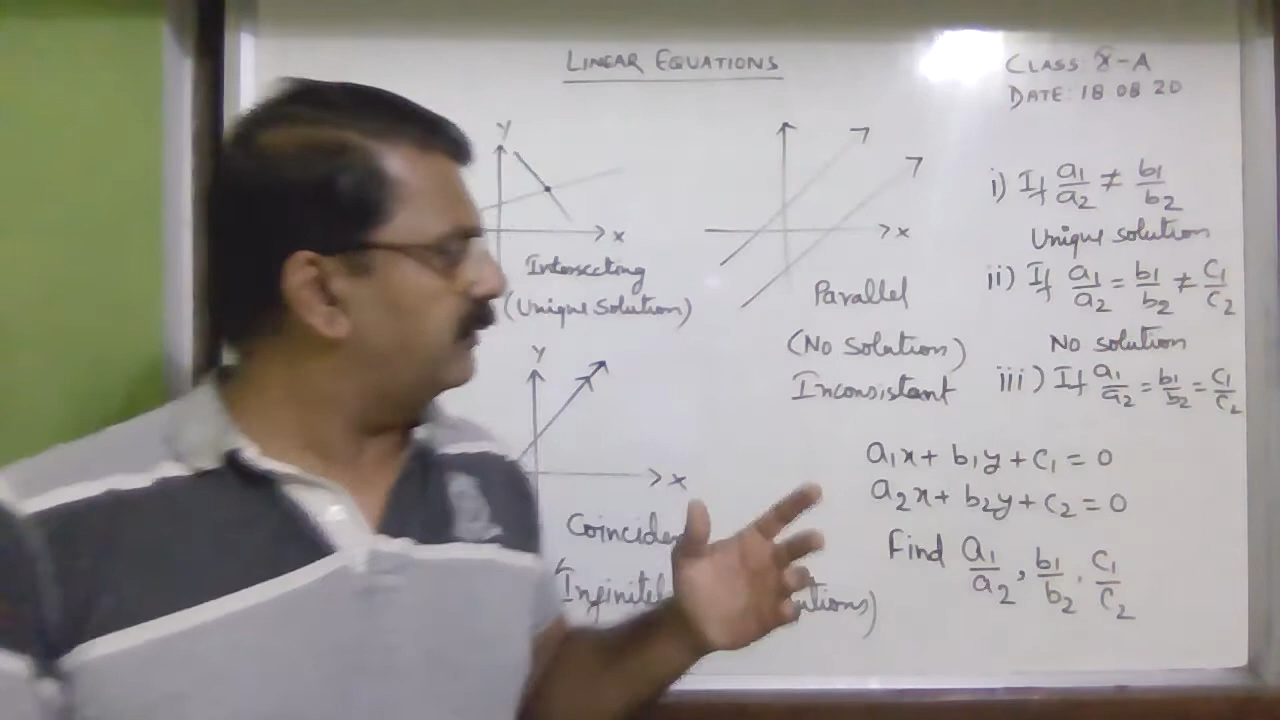 LINEAR EQUATIONS
CLASS: X-A
DATE: 18 08 20
Y
x
Intersecting
(Unique Solution)
x
Parallel
(No Solution)
Inconsistant
Y
x
i) If a₁/a₂ ≠ b₁/b₂
Unique solution
ii) If a₁/a₂ = b₁/b₂ ≠ c₁/c₂
No solution
iii) If a₁/a₂ = b₁/b₂ = c₁/c₂
a₁x + b₁y + c₁ = 0
a₂x + b₂y + c₂ = 0
Find a₁/a₂, b₁/b₂, c₁/c₂